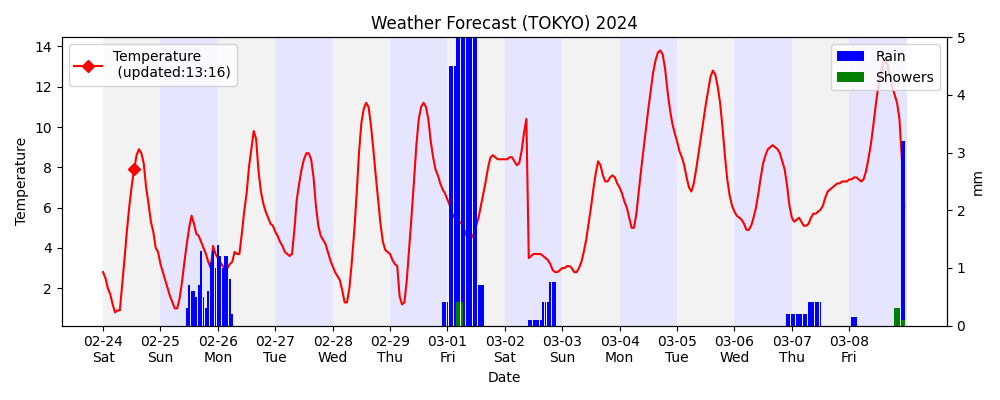 Weather Forecast (TOKYO) 2024
Temperature
(updated:13:16)
Rain
Showers
14
12
10
8
6
4
2
Temperature
5
4
3
2
1
0
mm
02-24 02-25 02-26 02-27 02-28 02-29 03-01 03-02 03-03 03-04 03-05 03-06 03-07 03-08
Sat Sun Mon Tue Wed Thu Fri Sat Sun Mon Tue Wed Thu Fri
Date